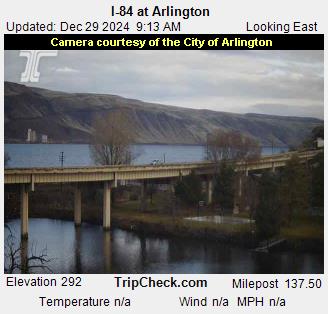 I-84 at Arlington
Updated: Dec 29 2024 9:13 AM Looking East
Camera courtesy of the City of Arlington
Elevation 292 TripCheck.com Milepost 137.50
Temperature n/a Wind n/a MPH n/a